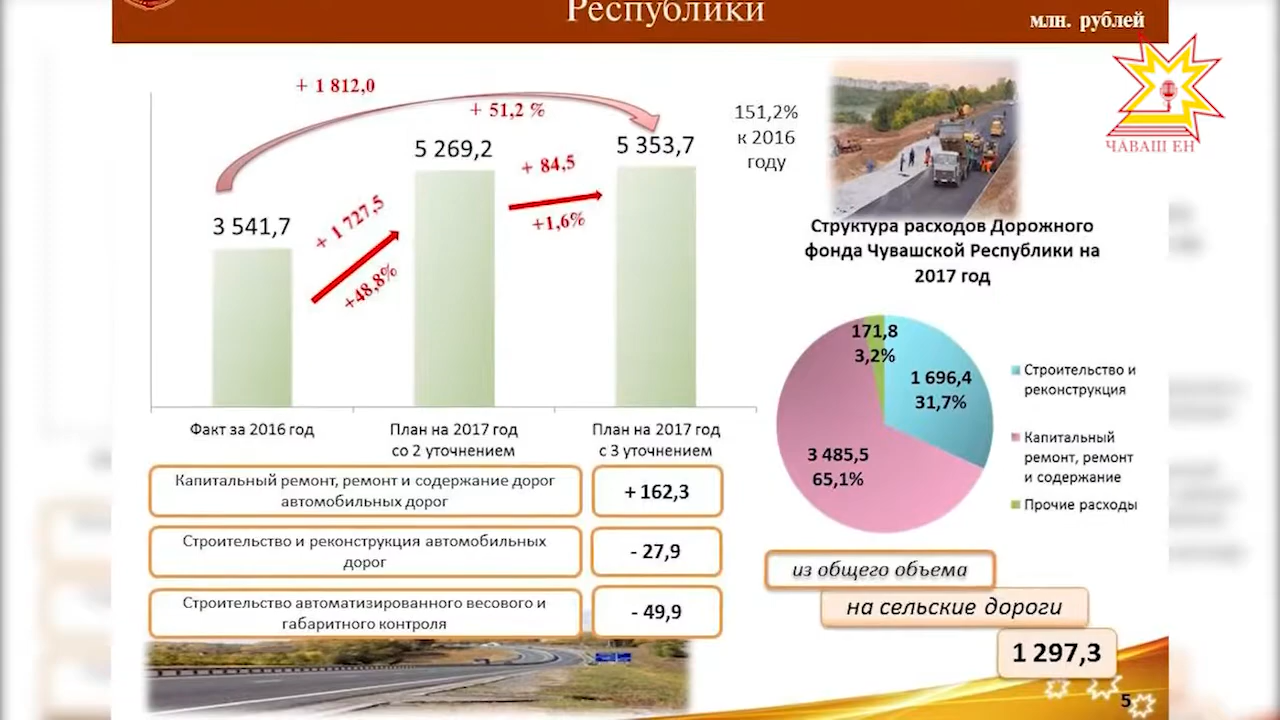 Республики
млн. рублей
ЧӐВАШ ЕН
+ 1 812,0
+ 51,2 %
151,2%
к 2016
году
5 269,2
5 353,7
+ 84,5
+1,6%
3 541,7
+ 1 727,5
+48,8%
Факт за 2016 год
План на 2017 год
со 2 уточнением
План на 2017 год
с 3 уточнением
Структура расходов Дорожного
фонда Чувашской Республики на
2017 год
171,8
3,2%
1 696,4
31,7%
3 485,5
65,1%
Строительство и
реконструкция
Капитальный
ремонт, ремонт
и содержание
Прочие расходы
Капитальный ремонт, ремонт и содержание дорог
автомобильных дорог
+ 162,3
Строительство и реконструкция автомобильных
дорог
- 27,9
Строительство автоматизированного весового и
габаритного контроля
- 49,9
из общего объема
на сельские дороги
1 297,3
5